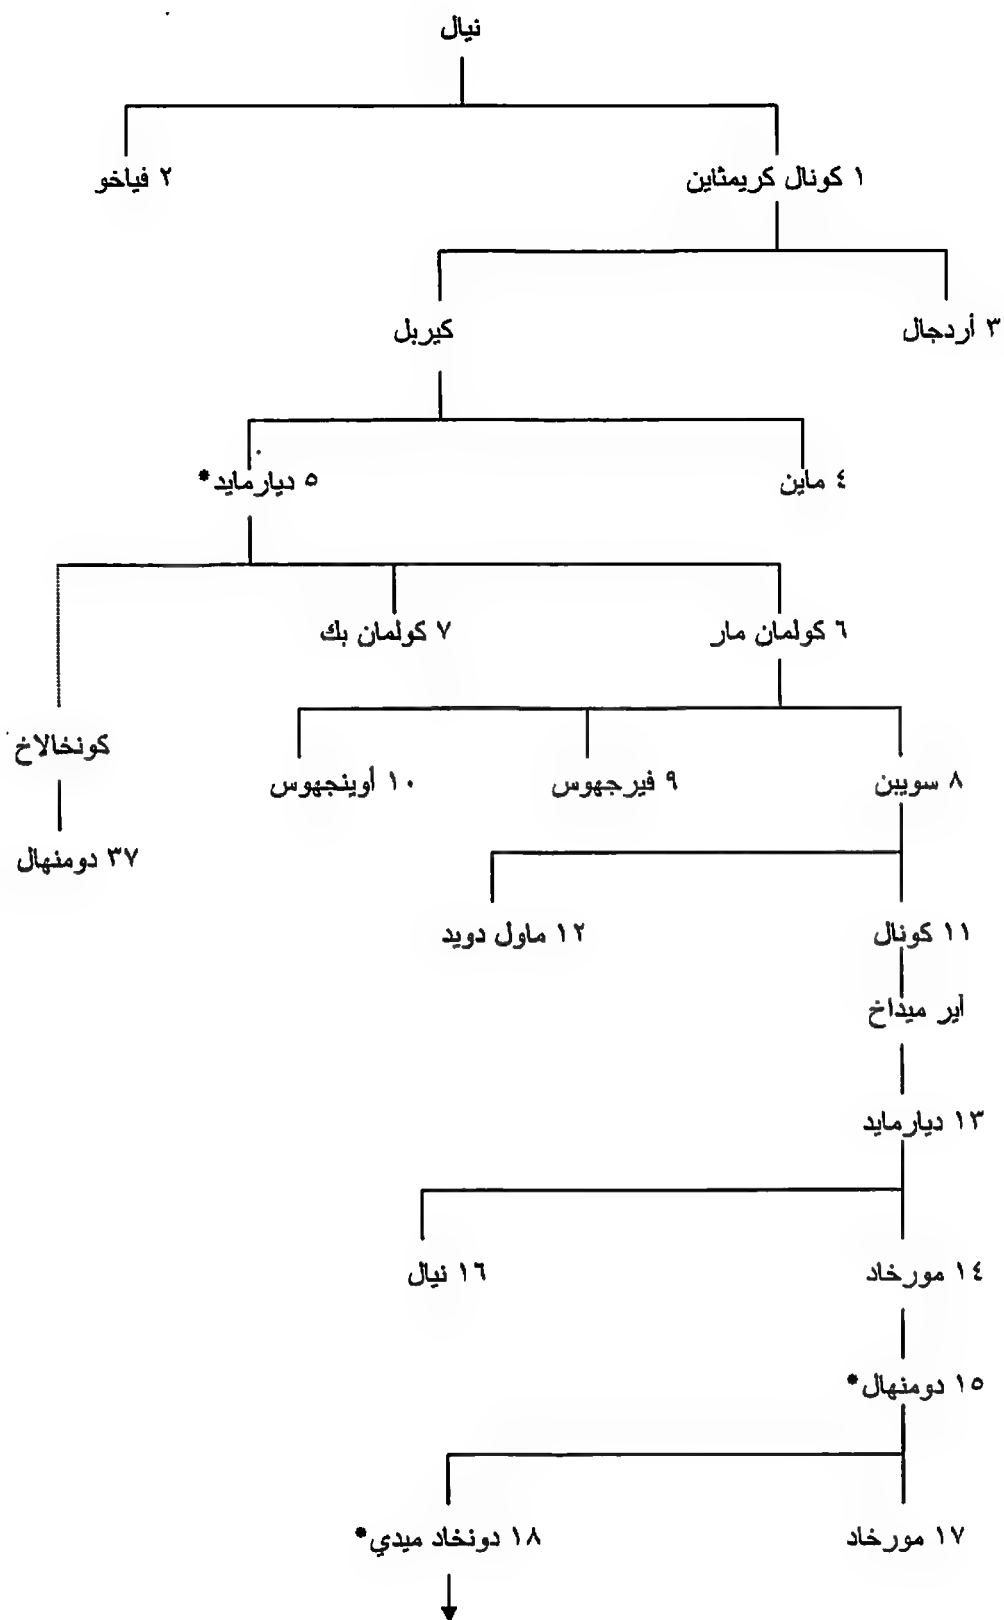 نيال
١ كونال كريمثاين
٢ فياخو
٣ أردجال
كيربل
٤ ماين
٥ ديارمايد*
٦ كولمان مار
٧ كولمان بك
كونخالاخ
٨ سويبن
٩ فيرجهوس
١٠ أوينجهوس
٣٧ دومنهال
١١ كونال
١٢ ماول دويد
أير ميداخ
١٣ ديارمايد
١٤ مورخاد
١٦ نيال
١٥ دومنهال*
١٧ مورخاد
١٨ دونخاد ميدي*